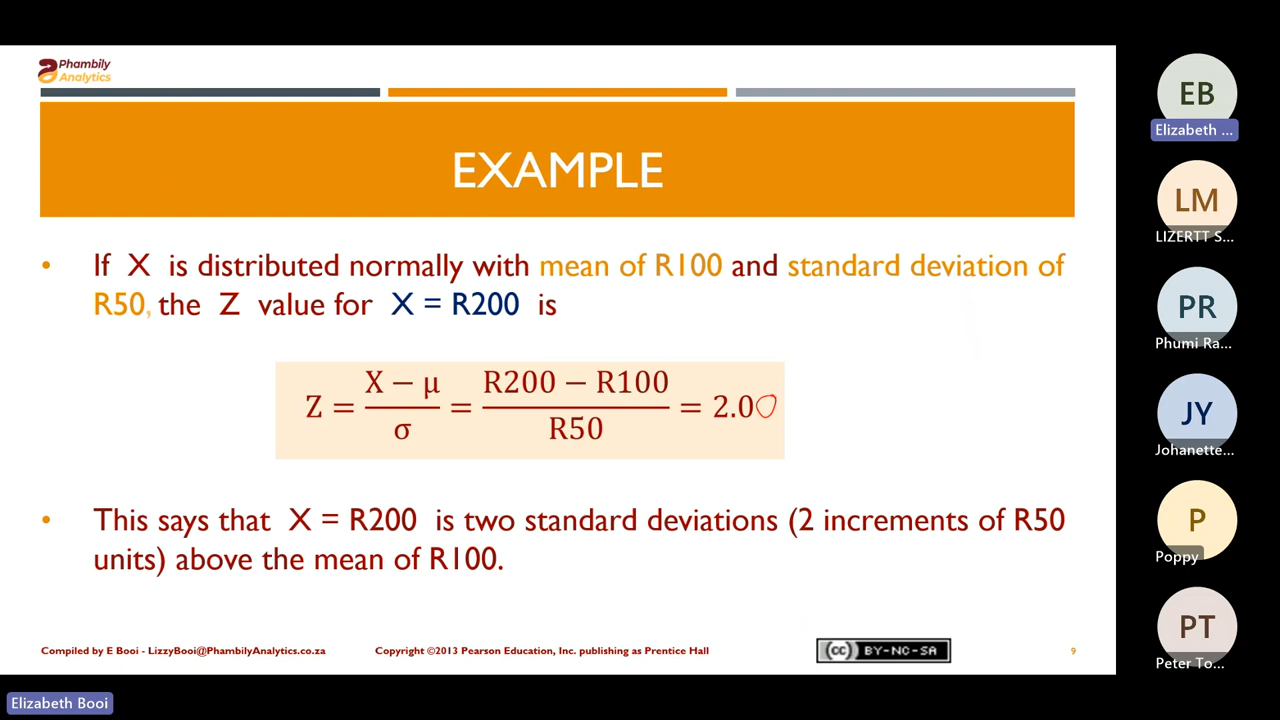 Phambily
Analytics
EXAMPLE
• If X is distributed normally with mean of R100 and standard deviation of
R50, the Z value for X = R200 is
Z = (X − μ)/σ = (R200 − R100)/R50 = 2.00
• This says that X = R200 is two standard deviations (2 increments of R50
units) above the mean of R100.
Compiled by E Booi - LizzyBooi@PhambilyAnalytics.co.za
Copyright ©2013 Pearson Education, Inc. publishing as Prentice Hall
cc BY-NC-SA
9
EB
Elizabeth ...
LM
LIZERTT S...
PR
Phumi Ra...
JY
Johanette...
P
Poppy
PT
Peter To...
Elizabeth Booi